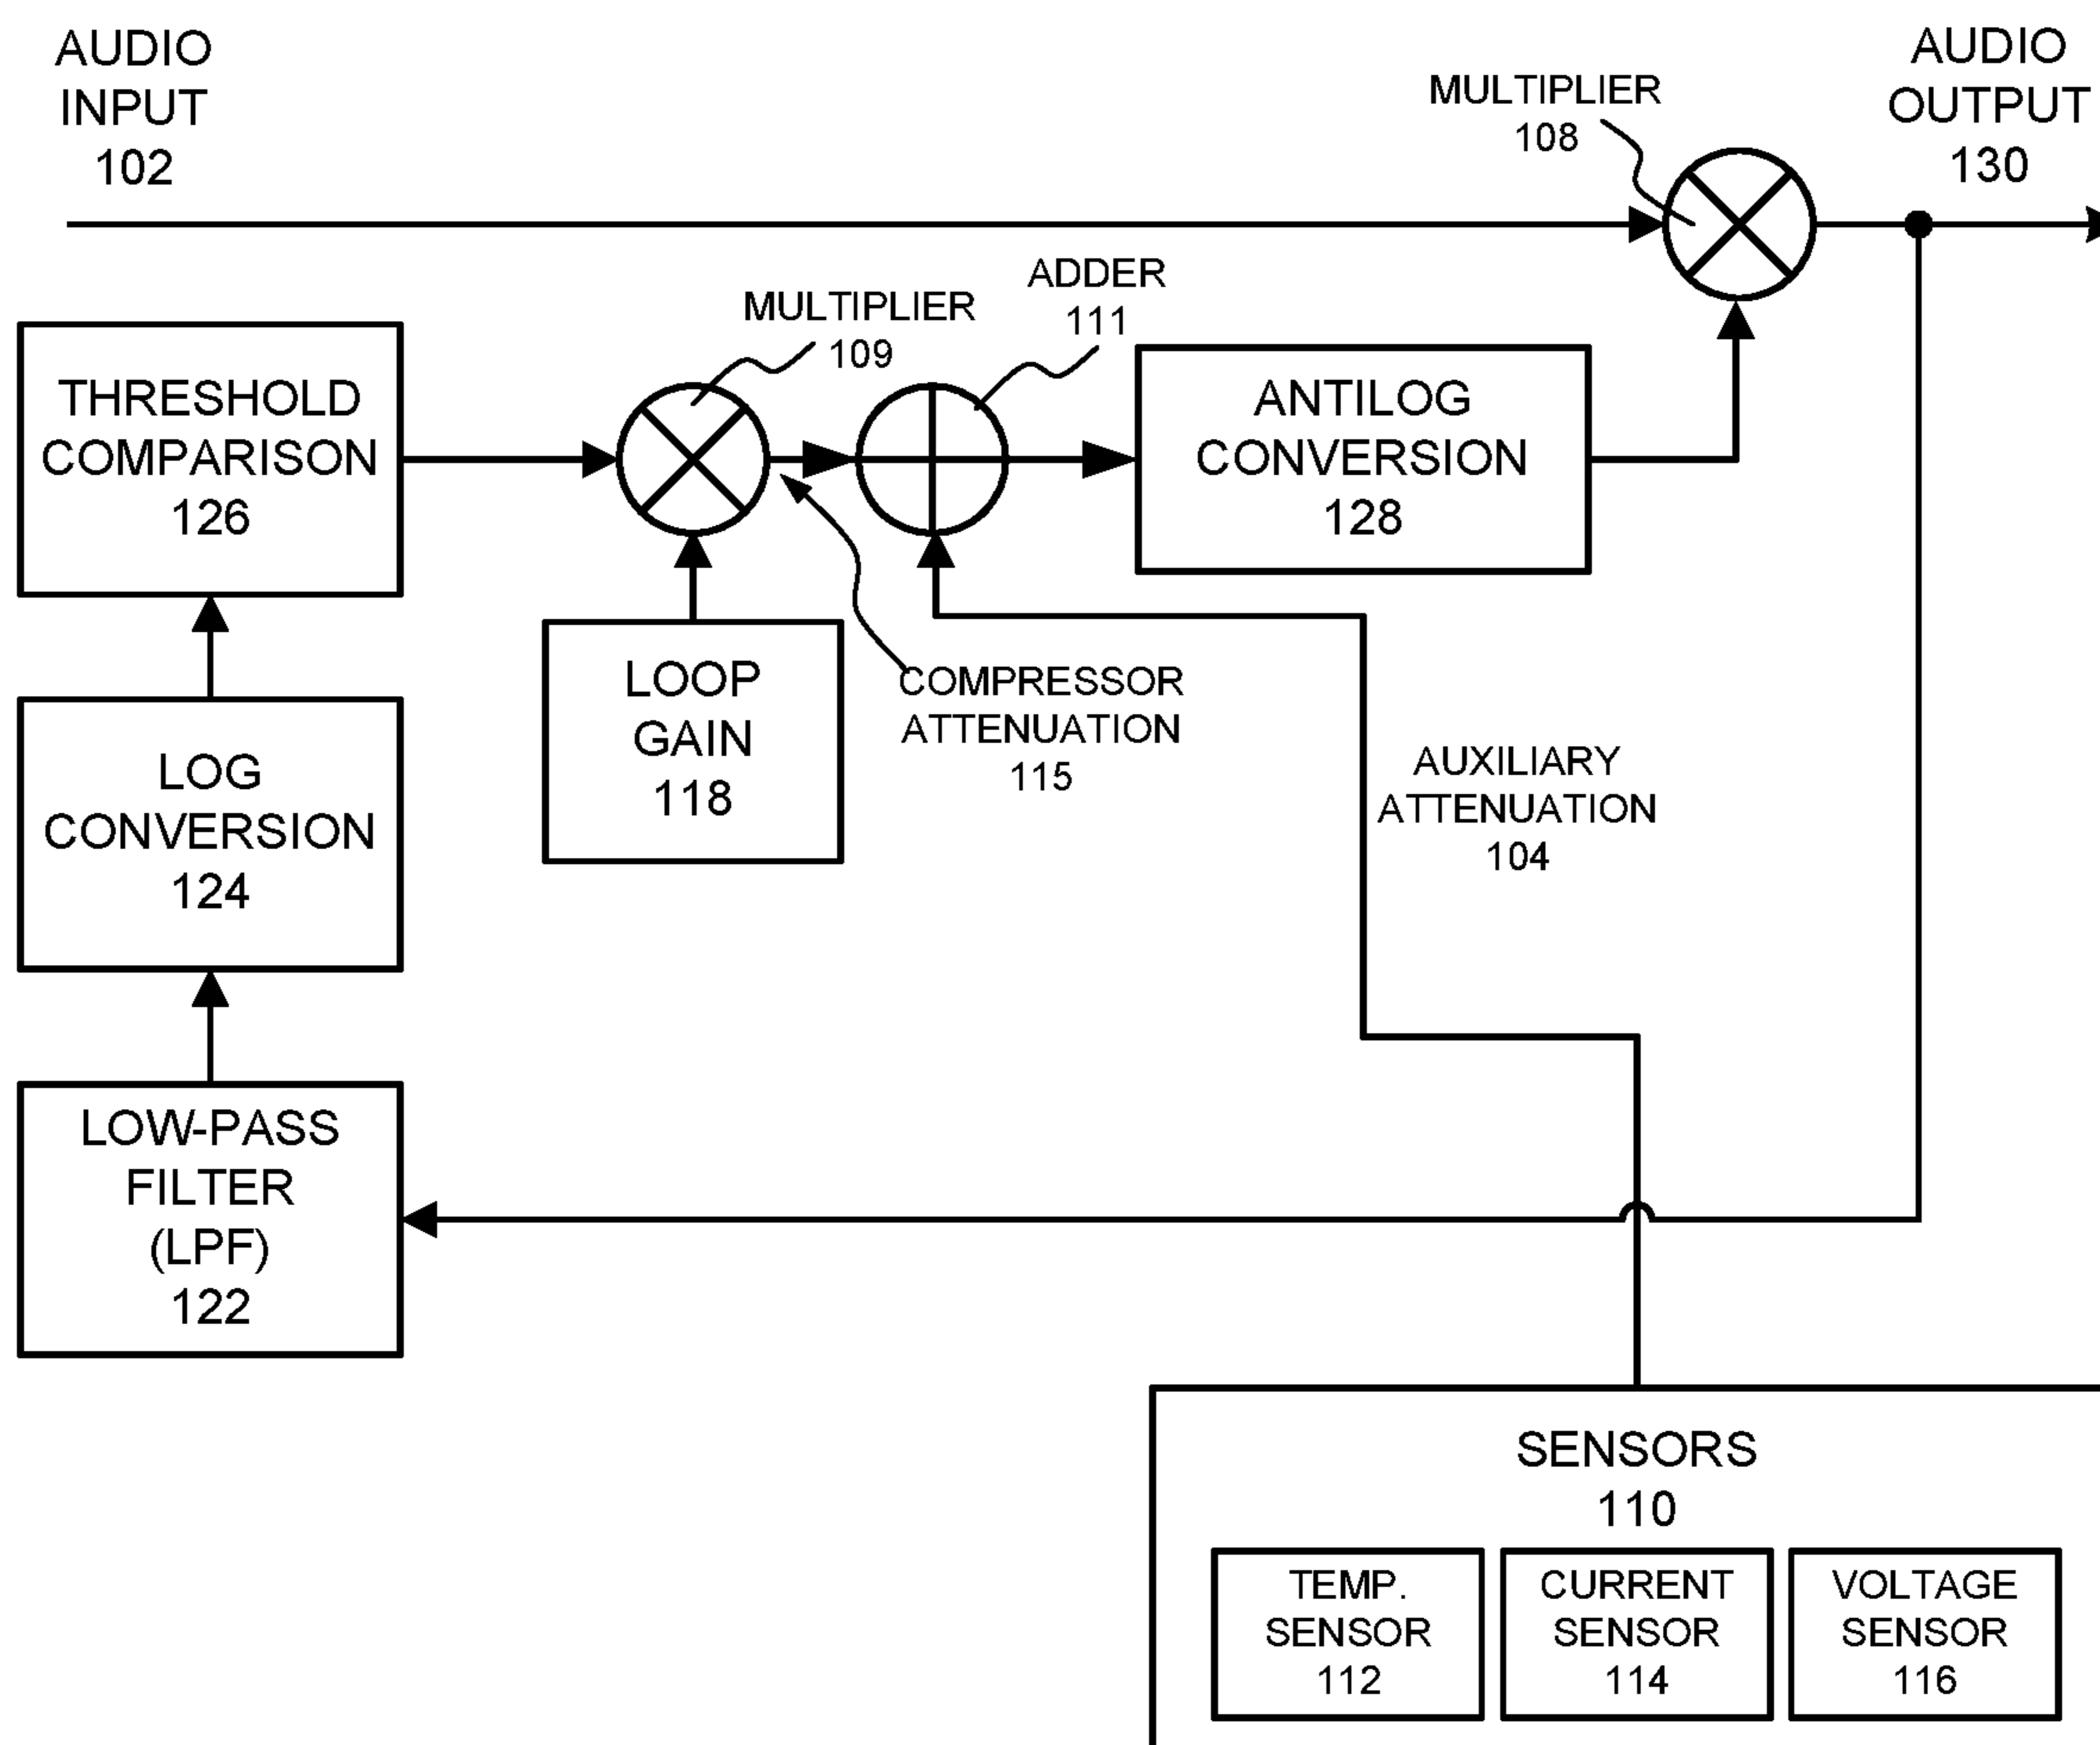 AUDIO
INPUT
102
MULTIPLIER
108
AUDIO
OUTPUT
130
ADDER
111
MULTIPLIER
109
THRESHOLD
COMPARISON
126
ANTILOG
CONVERSION
128
LOOP
GAIN
118
COMPRESSOR
ATTENUATION
115
LOG
CONVERSION
124
AUXILIARY
ATTENUATION
104
LOW-PASS
FILTER
(LPF)
122
SENSORS
110
TEMP.
SENSOR
112
CURRENT
SENSOR
114
VOLTAGE
SENSOR
116